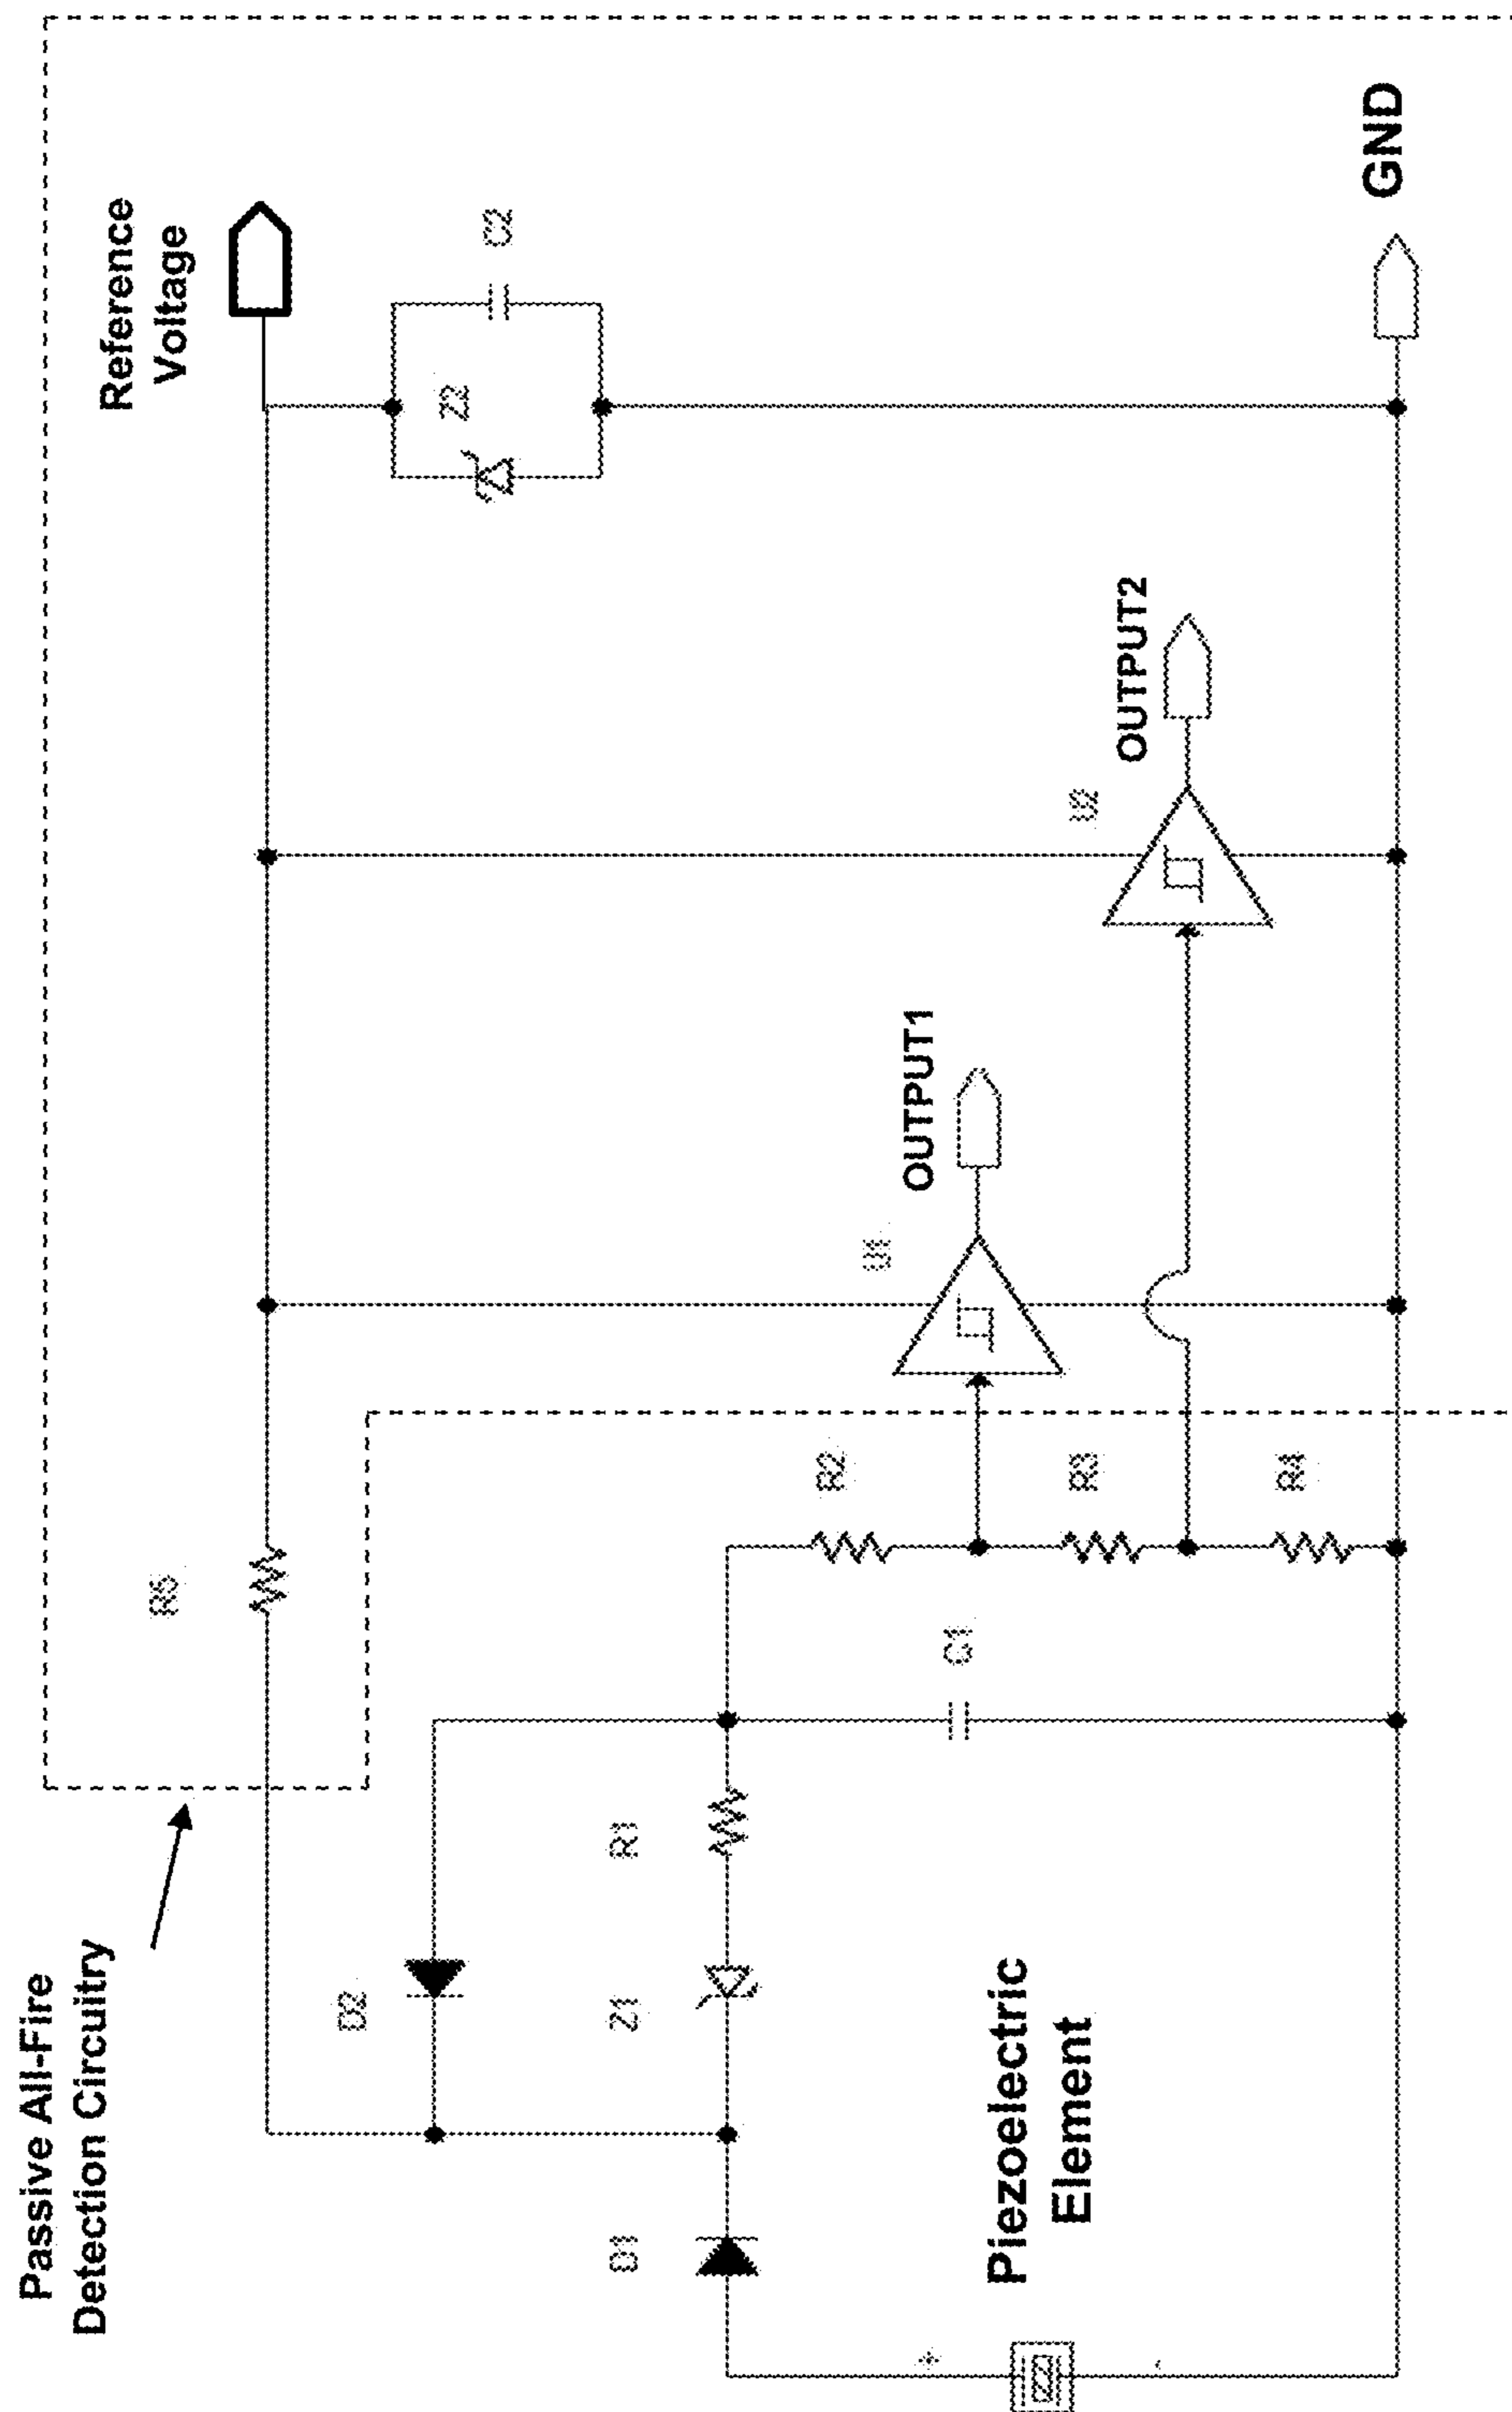 Passive All-Fire
Detection Circuitry
R5
Reference
Voltage
D2
Z2
C2
D1
Z1
R1
R2
U1
OUTPUT1
C1
R3
U2
OUTPUT2
R4
Piezoelectric
Element
+
-
GND